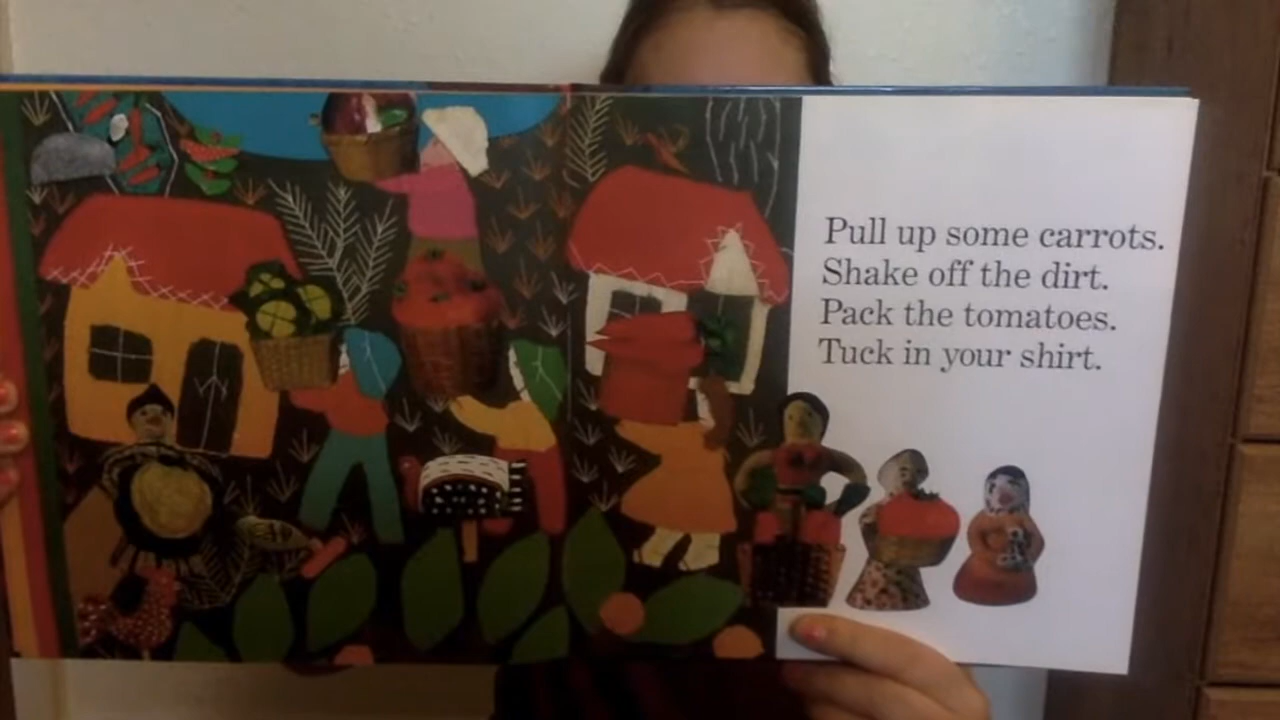 Pull up some carrots.
Shake off the dirt.
Pack the tomatoes.
Tuck in your shirt.